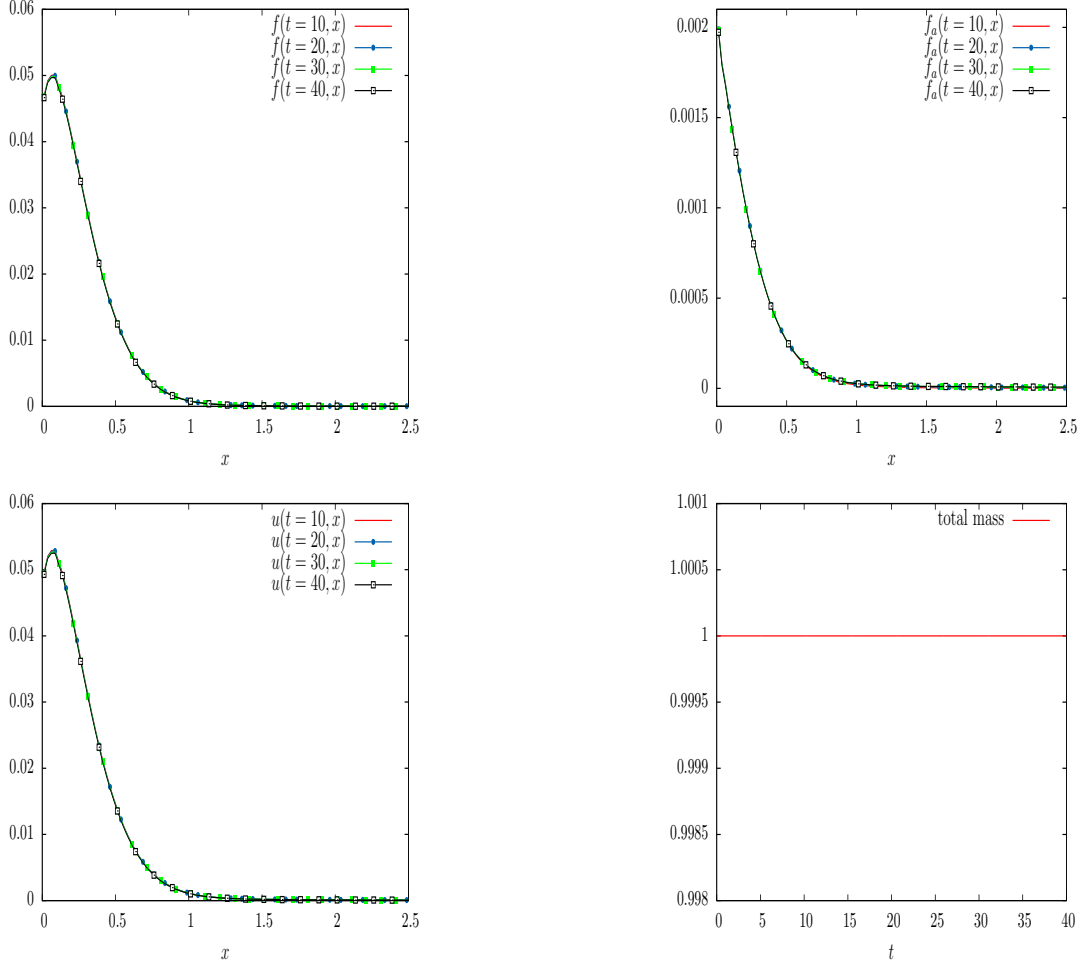 0.06
0.05
0.04
0.03
0.02
0.01
0
0 0.5 1 1.5 2 2.5
x
f(t = 10, x)
f(t = 20, x)
f(t = 30, x)
f(t = 40, x)
0.002
0.0015
0.001
0.0005
0
0 0.5 1 1.5 2 2.5
x
f_a(t = 10, x)
f_a(t = 20, x)
f_a(t = 30, x)
f_a(t = 40, x)
0.06
0.05
0.04
0.03
0.02
0.01
0
0 0.5 1 1.5 2 2.5
x
u(t = 10, x)
u(t = 20, x)
u(t = 30, x)
u(t = 40, x)
1.001
1.0005
1
0.9995
0.999
0.9985
0.998
0 5 10 15 20 25 30 35 40
t
total mass